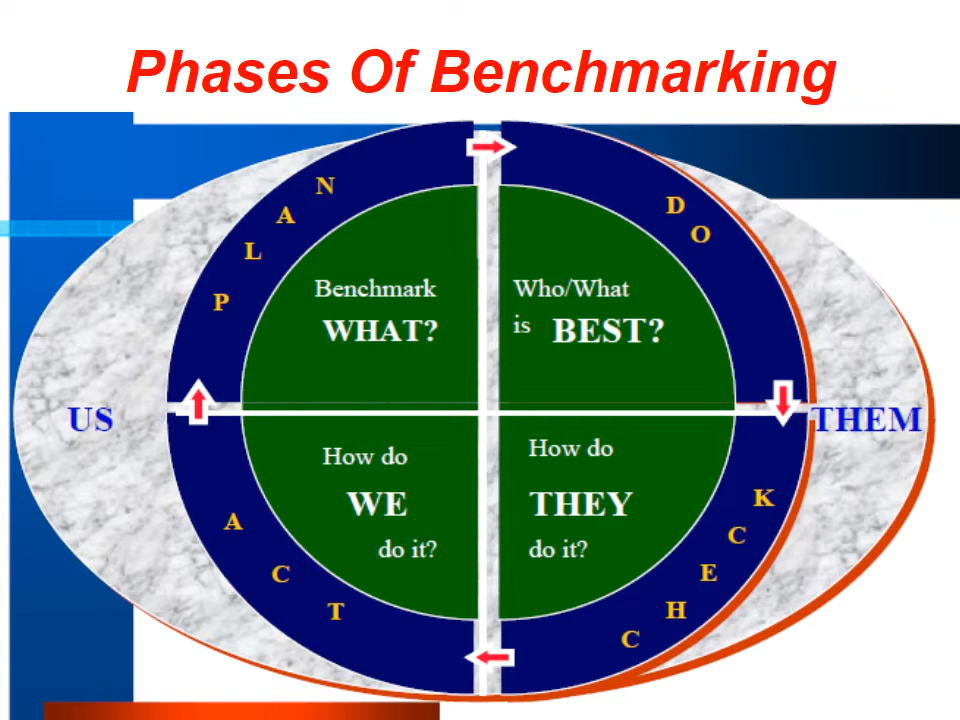 Phases Of Benchmarking
PLAN
DO
Benchmark
WHAT?
Who/What
is BEST?
US
THEM
How do
WE
do it?
How do
THEY
do it?
ACT
CHECK